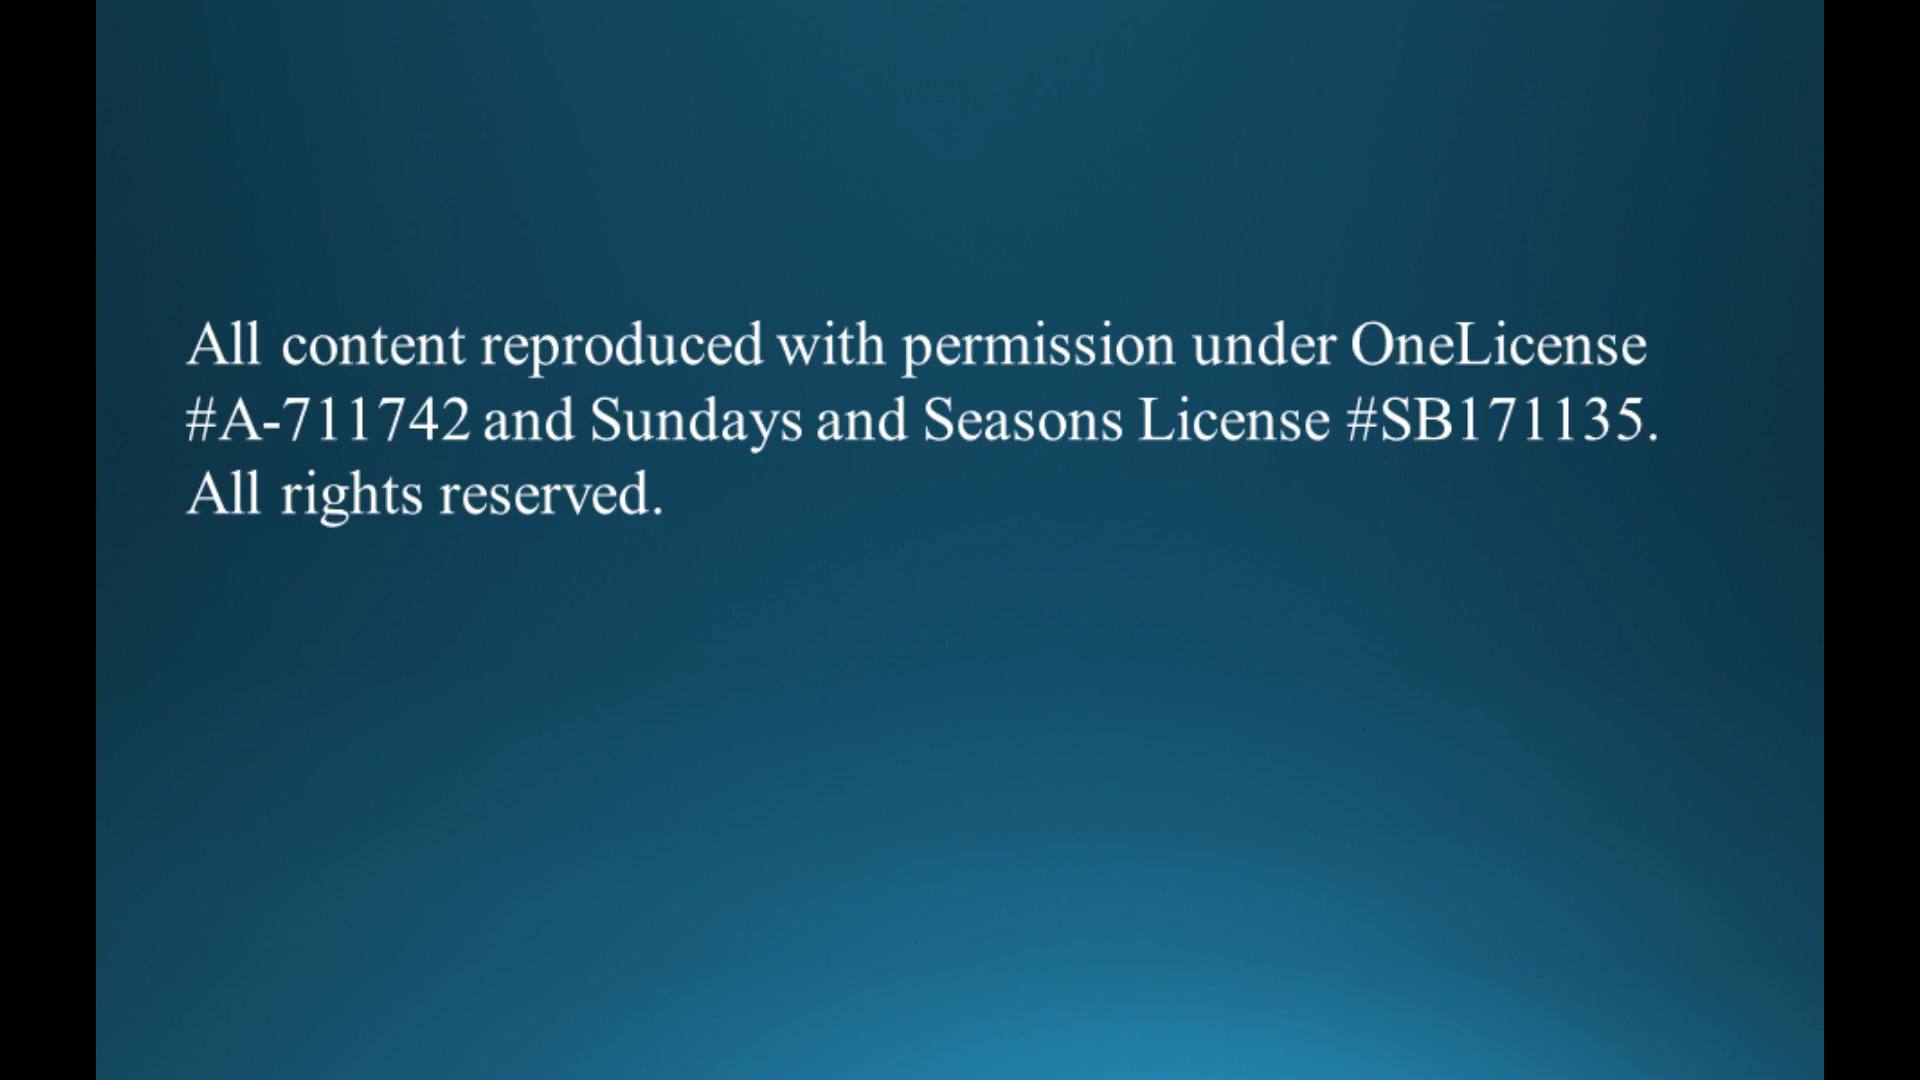 All content reproduced with permission under OneLicense
#A-711742 and Sundays and Seasons License #SB171135.
All rights reserved.